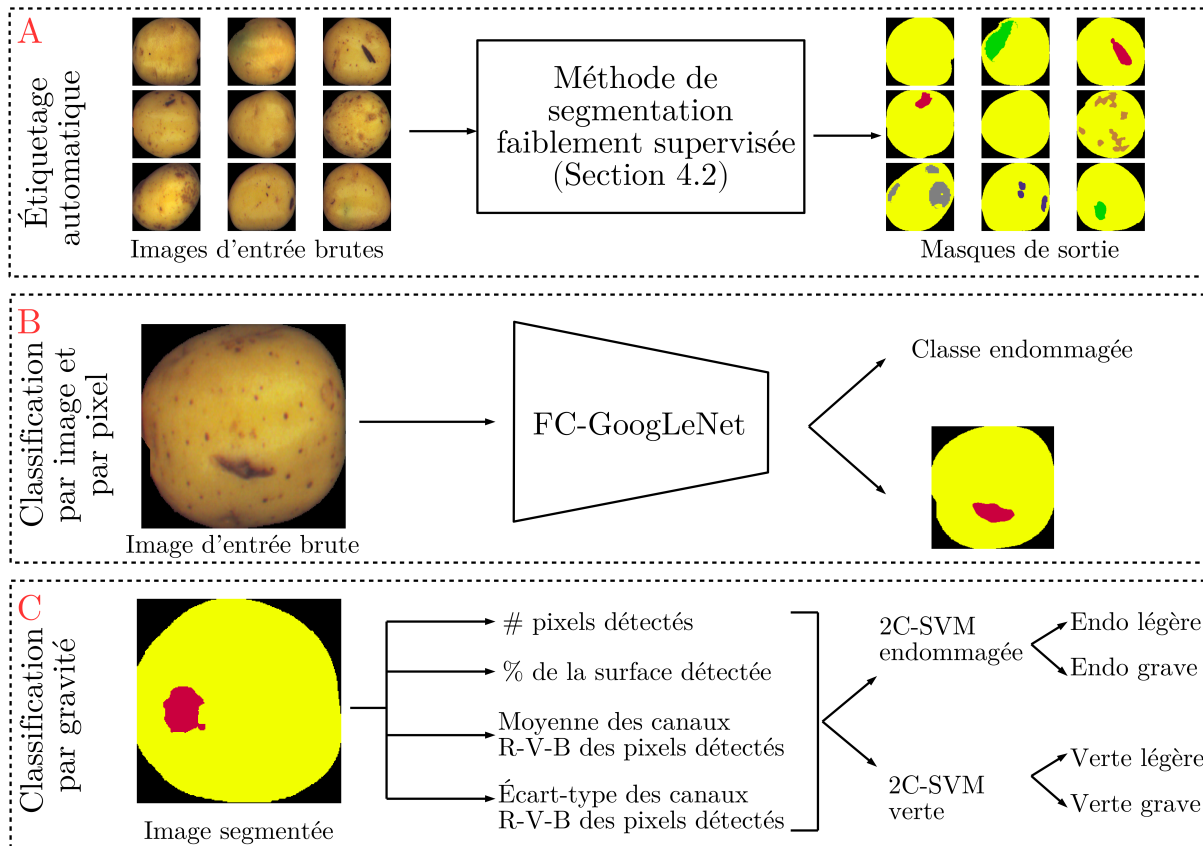 A
Étiquetage
automatique
Images d'entrée brutes
Méthode de
segmentation
faiblement supervisée
(Section 4.2)
Masques de sortie
B
Classification
par image et
par pixel
Image d'entrée brute
FC-GoogLeNet
Classe endommagée
C
Classification
par gravité
Image segmentée
# pixels détectés
% de la surface détectée
Moyenne des canaux
R-V-B des pixels détectés
Écart-type des canaux
R-V-B des pixels détectés
2C-SVM
endommagée
Endo légère
Endo grave
2C-SVM
verte
Verte légère
Verte grave